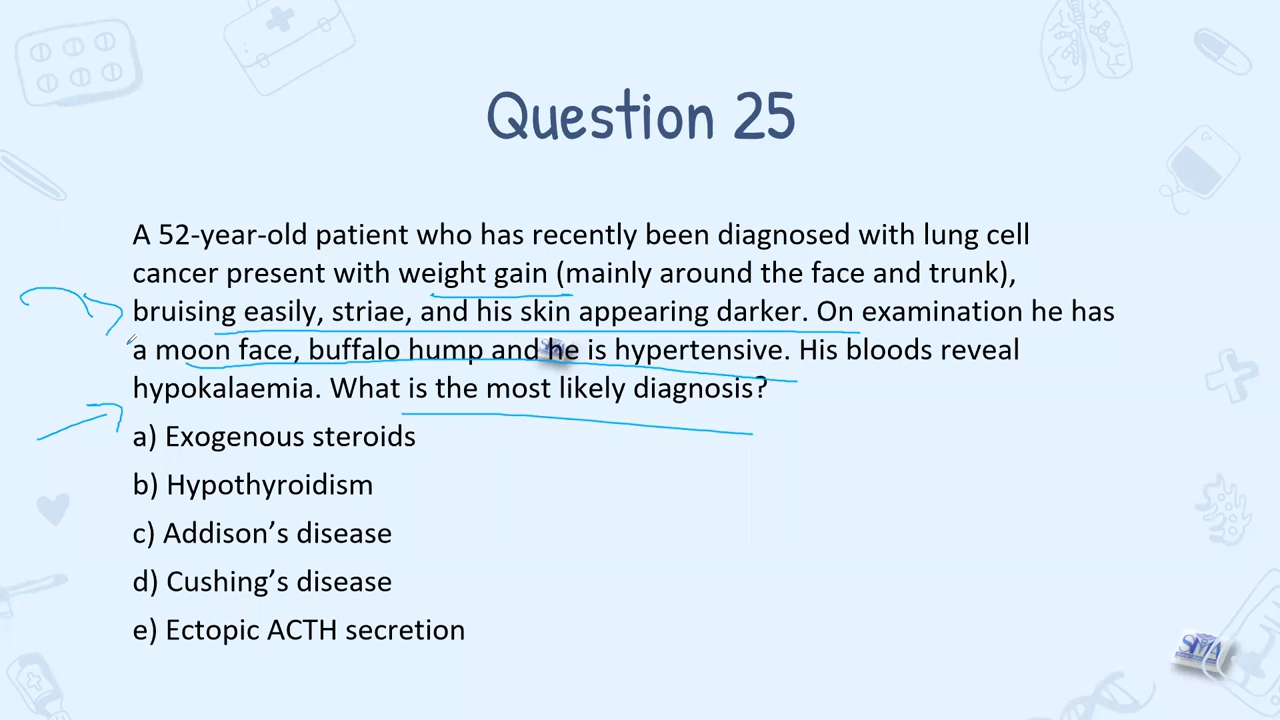 Question 25
A 52-year-old patient who has recently been diagnosed with lung cell
cancer present with weight gain (mainly around the face and trunk),
bruising easily, striae, and his skin appearing darker. On examination he has
a moon face, buffalo hump and he is hypertensive. His bloods reveal
hypokalaemia. What is the most likely diagnosis?
a) Exogenous steroids
b) Hypothyroidism
c) Addison’s disease
d) Cushing’s disease
e) Ectopic ACTH secretion